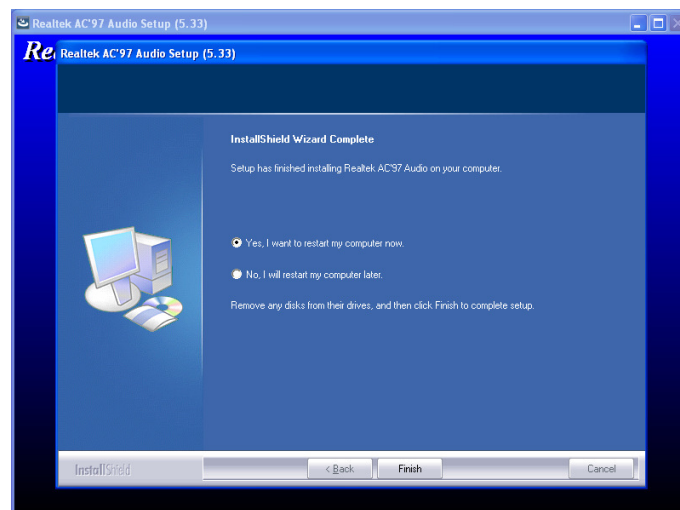 Realtek AC'97 Audio Setup (5.33)
Re
Realtek AC'97 Audio Setup (5.33)
InstallShield Wizard Complete
Setup has finished installing Realtek AC'97 Audio on your computer.
Yes, I want to restart my computer now.
No, I will restart my computer later.
Remove any disks from their drives, and then click Finish to complete setup.
InstallShield
< Back Finish Cancel